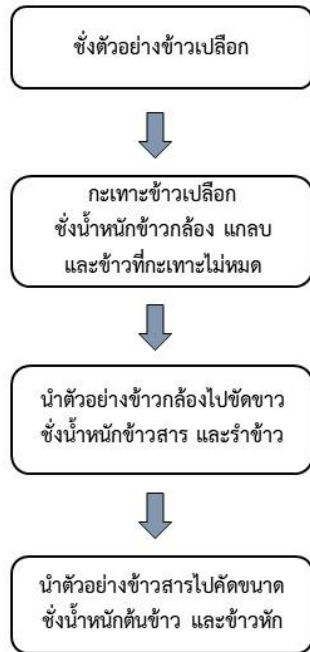 ชั่งตัวอย่างข้าวเปลือก
กะเทาะข้าวเปลือก
ชั่งน้ำหนักข้าวกล้อง แกลบ
และข้าวที่กะเทาะไม่หมด
นำตัวอย่างข้าวกล้องไปขัดขาว
ชั่งน้ำหนักข้าวสาร และรำข้าว
นำตัวอย่างข้าวสารไปคัดขนาด
ชั่งน้ำหนักต้นข้าว และข้าวหัก